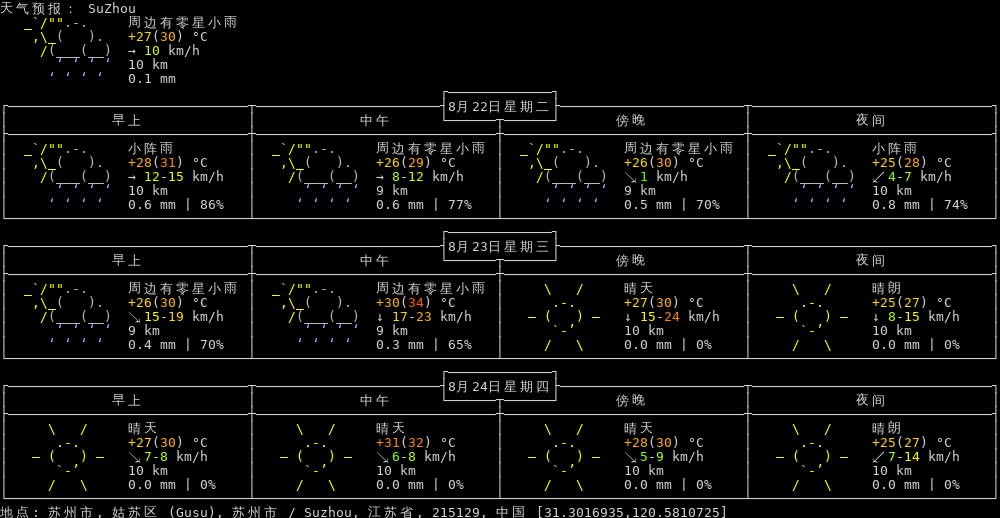 天气预报: SuZhou
周边有零星小雨
+27(30) °C
→ 10 km/h
10 km
0.1 mm
8月22日星期二
早上 中午 傍晚 夜间
小阵雨 周边有零星小雨 周边有零星小雨 小阵雨
+28(31) °C +26(29) °C +26(30) °C +25(28) °C
→ 12-15 km/h → 8-12 km/h ↘ 1 km/h ↙ 4-7 km/h
10 km 9 km 9 km 10 km
0.6 mm | 86% 0.6 mm | 77% 0.5 mm | 70% 0.8 mm | 74%
8月23日星期三
早上 中午 傍晚 夜间
周边有零星小雨 周边有零星小雨 晴天 晴朗
+26(30) °C +30(34) °C +27(30) °C +25(27) °C
↘ 15-19 km/h ↓ 17-23 km/h ↓ 15-24 km/h ↓ 8-15 km/h
9 km 9 km 10 km 10 km
0.4 mm | 70% 0.3 mm | 65% 0.0 mm | 0% 0.0 mm | 0%
8月24日星期四
早上 中午 傍晚 夜间
晴天 晴天 晴天 晴朗
+27(30) °C +31(32) °C +28(30) °C +25(27) °C
↘ 7-8 km/h ↘ 6-8 km/h ↘ 5-9 km/h ↙ 7-14 km/h
10 km 10 km 10 km 10 km
0.0 mm | 0% 0.0 mm | 0% 0.0 mm | 0% 0.0 mm | 0%
地点: 苏州市, 姑苏区 (Gusu), 苏州市 / Suzhou, 江苏省, 215129, 中国 [31.3016935,120.5810725]